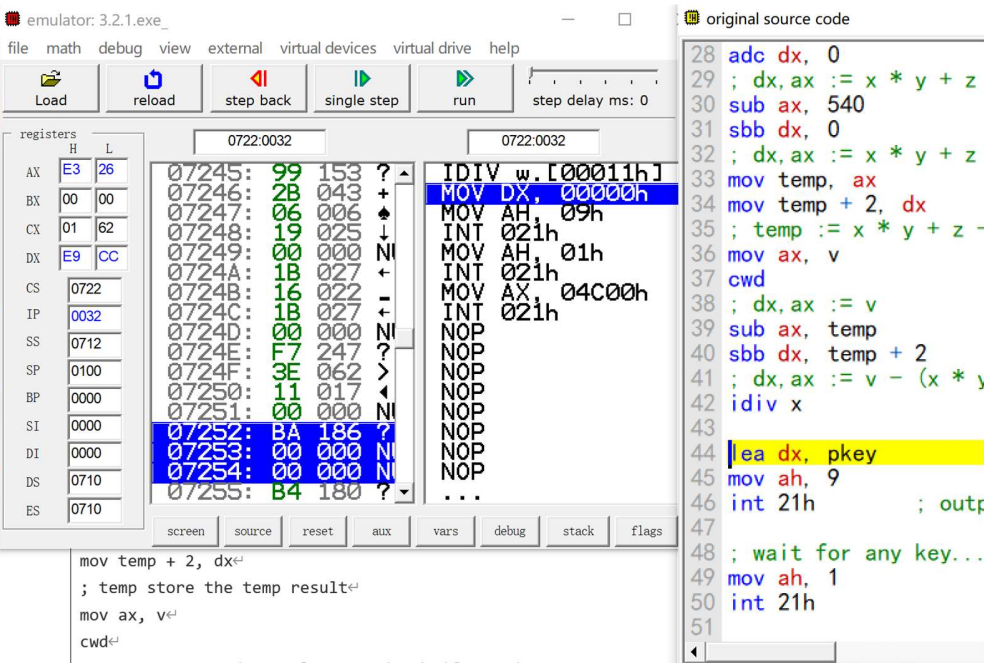 emulator: 3.2.1.exe_
file math debug view external virtual devices virtual drive help
Load reload step back single step run step delay ms: 0
registers
H L
AX E3 26
BX 00 00
CX 01 62
DX E9 CC
CS 0722
IP 0032
SS 0712
SP 0100
BP 0000
SI 0000
DI 0000
DS 0710
ES 0710
0722:0032
07245: 99 153 ?
07246: 2B 043 +
07247: 06 006 ♠
07248: 19 025 ↓
07249: 00 000 NU
0724A: 1B 027 ←
0724B: 16 022 ▬
0724C: 1B 027 ←
0724D: 00 000 NU
0724E: F7 247 ?
0724F: 3E 062 >
07250: 11 017 ◄
07251: 00 000 NU
07252: BA 186 ?
07253: 00 000 NU
07254: 00 000 NU
07255: B4 180 ?
0722:0032
IDIV w.[00011h]
MOV DX, 00000h
MOV AH, 09h
INT 021h
MOV AH, 01h
INT 021h
MOV AX, 04C00h
INT 021h
NOP
NOP
NOP
NOP
NOP
NOP
NOP
NOP
...
screen source reset aux vars debug stack flags
mov temp + 2, dx↵
; temp store the temp result↵
mov ax, v↵
cwd↵
original source code
28 adc dx, 0
29 ; dx,ax := x * y + z
30 sub ax, 540
31 sbb dx, 0
32 ; dx,ax := x * y + z
33 mov temp, ax
34 mov temp + 2, dx
35 ; temp := x * y + z -
36 mov ax, v
37 cwd
38 ; dx,ax := v
39 sub ax, temp
40 sbb dx, temp + 2
41 ; dx,ax := v - (x * y
42 idiv x
43
44 lea dx, pkey
45 mov ah, 9
46 int 21h ; outp
47
48 ; wait for any key...
49 mov ah, 1
50 int 21h
51